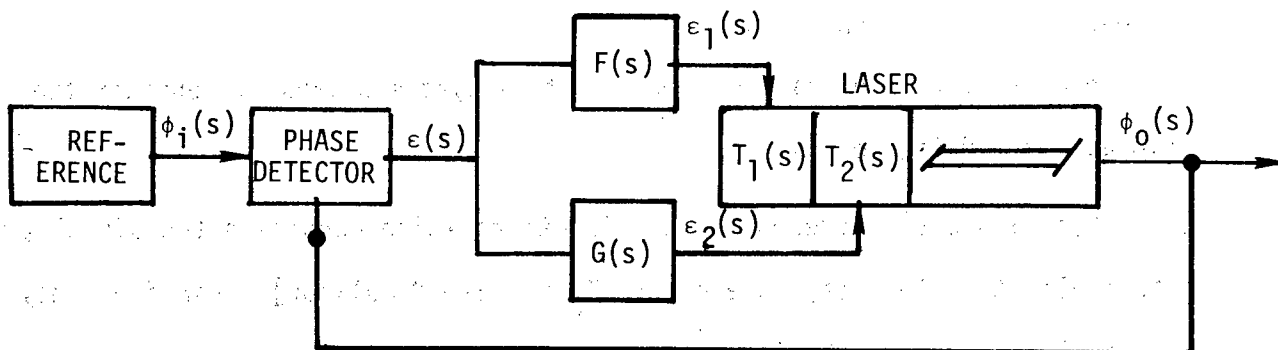 REF-
ERENCE
ϕi(s)
PHASE
DETECTOR
ε(s)
F(s)
ε1(s)
G(s)
ε2(s)
LASER
T1(s)
T2(s)
ϕo(s)